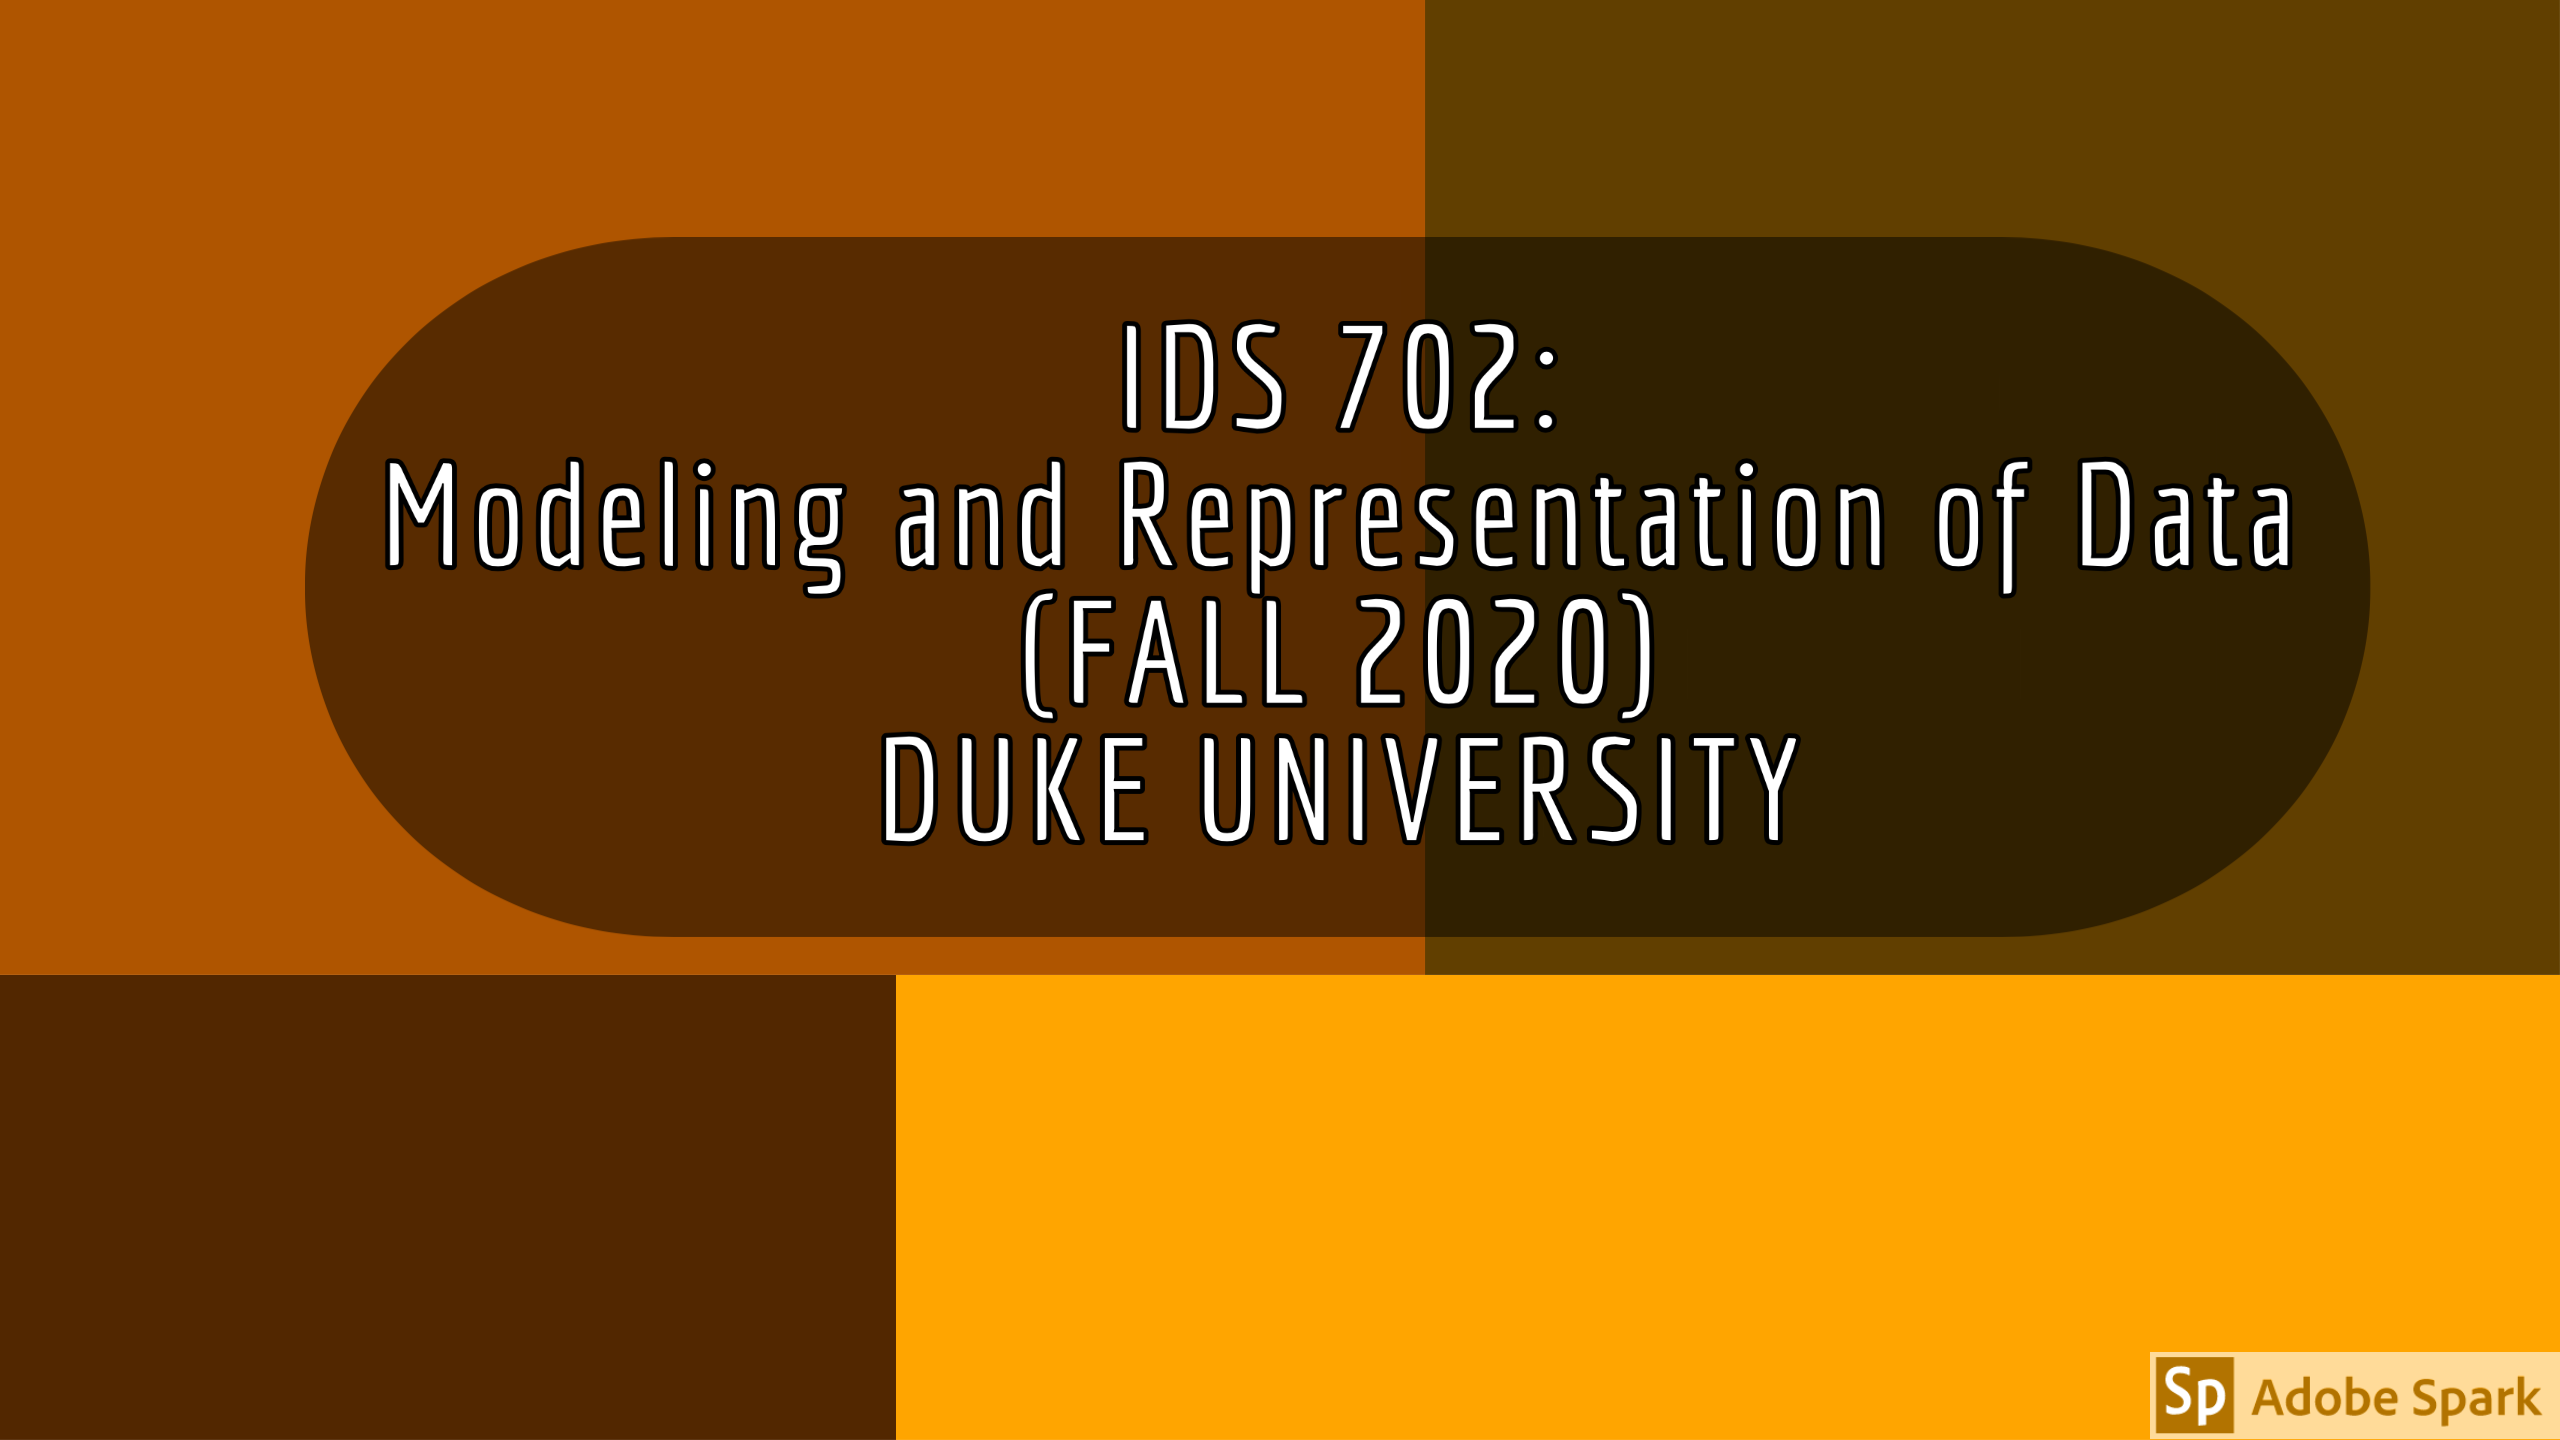 IDS 702:
Modeling and Representation of Data
(FALL 2020)
DUKE UNIVERSITY
Sp Adobe Spark